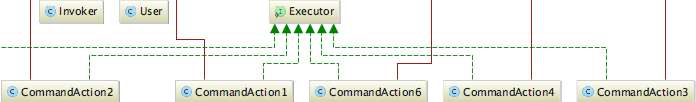 Invoker
User
Executor
CommandAction2
CommandAction1
CommandAction6
CommandAction4
CommandAction3